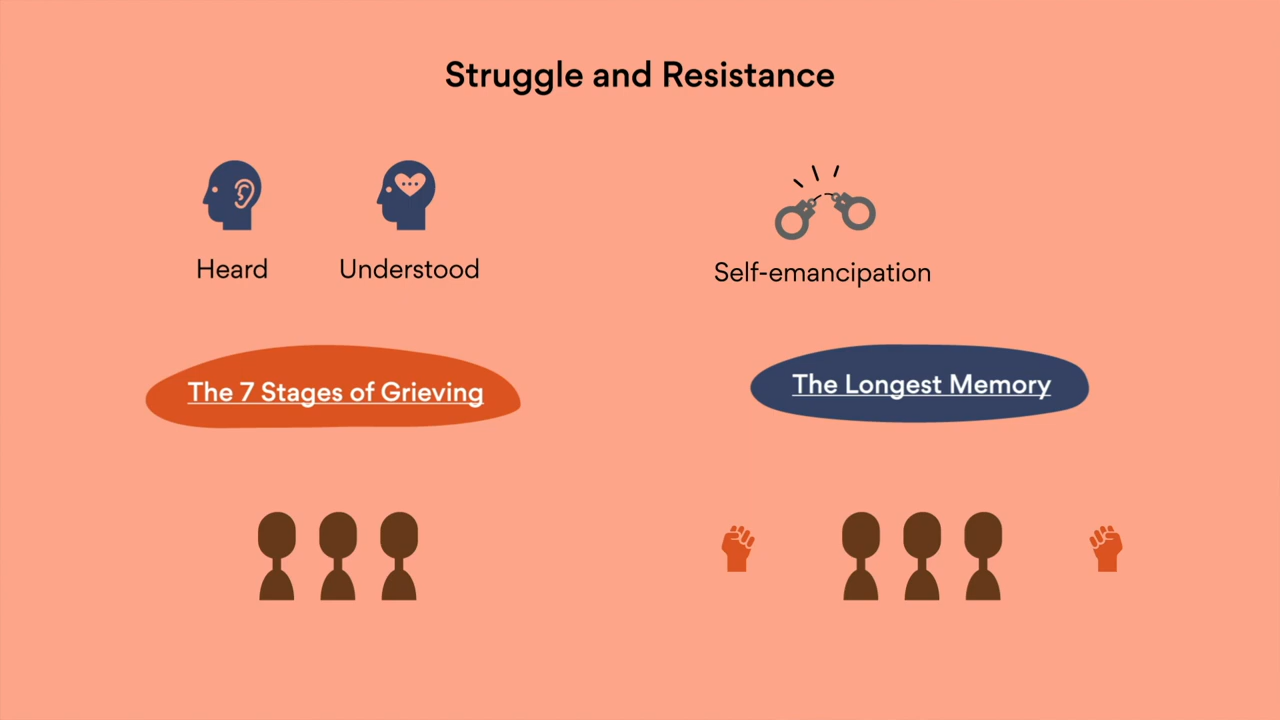 Struggle and Resistance
Heard
Understood
Self-emancipation
The 7 Stages of Grieving
The Longest Memory